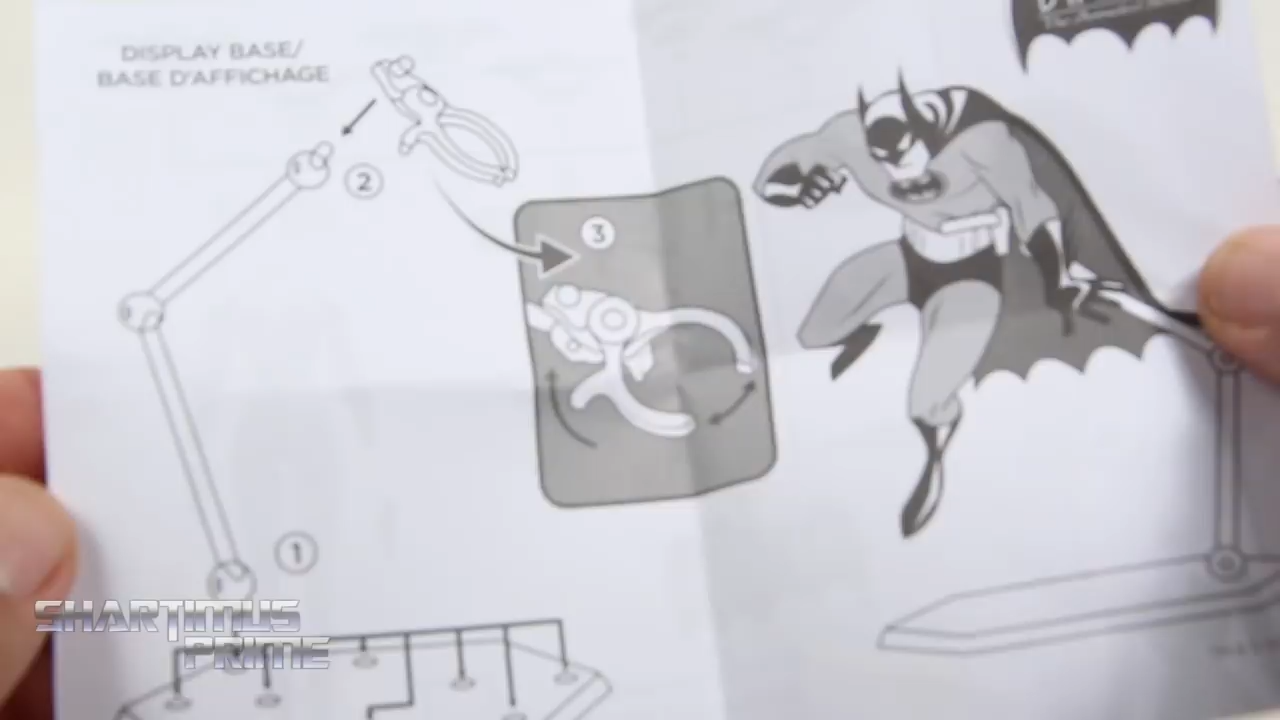 DISPLAY BASE/
BASE D'AFFICHAGE
2
3
1
SHARTIMUS
PRIME